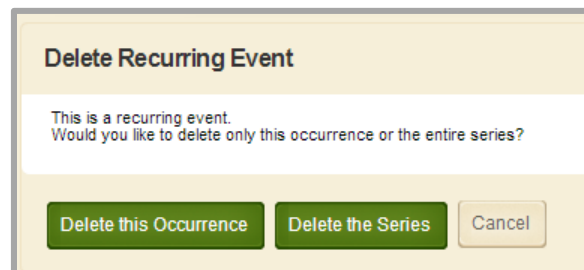 Delete Recurring Event
This is a recurring event.
Would you like to delete only this occurrence or the entire series?
Delete this Occurrence Delete the Series Cancel